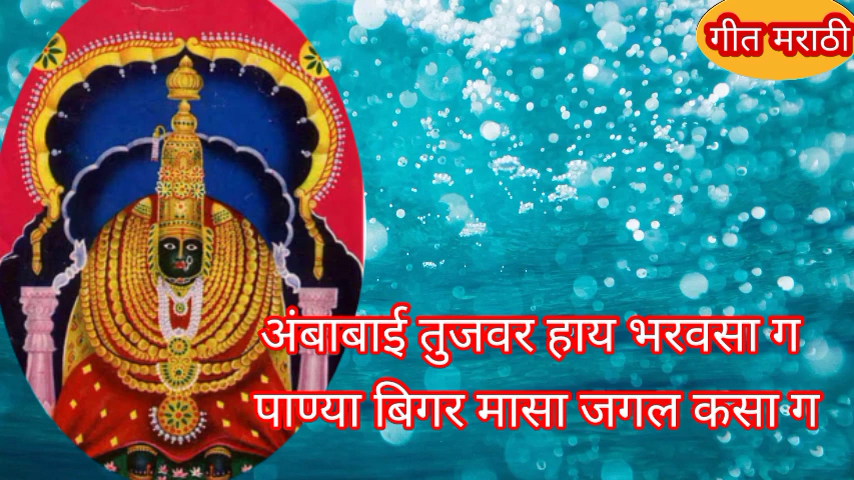 गीत मराठी
अंबाबाई तुजवर हाय भरवसा ग
पाण्या बिगर मासा जगल कसा ग